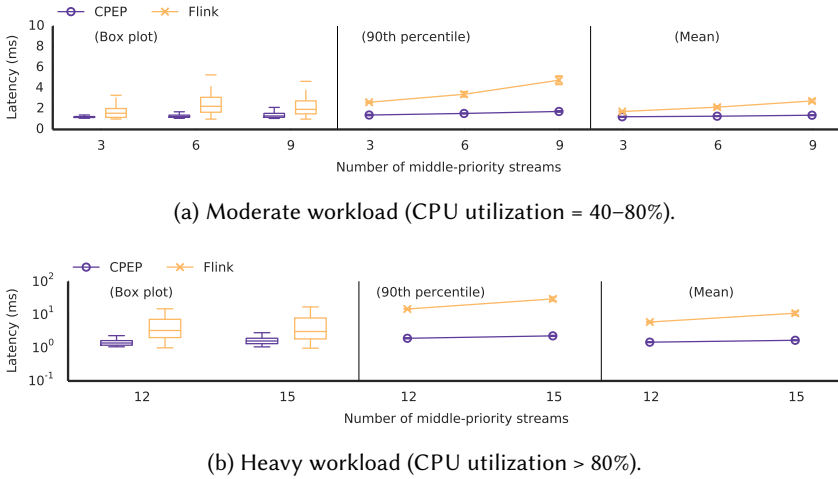 CPEP Flink
10
8
6
4
2
0
Latency (ms)
(Box plot) (90th percentile) (Mean)
3 6 9 3 6 9 3 6 9
Number of middle-priority streams
(a) Moderate workload (CPU utilization = 40–80%).
CPEP Flink
10²
10¹
10⁰
10⁻¹
Latency (ms)
(Box plot) (90th percentile) (Mean)
12 15 12 15 12 15
Number of middle-priority streams
(b) Heavy workload (CPU utilization > 80%).